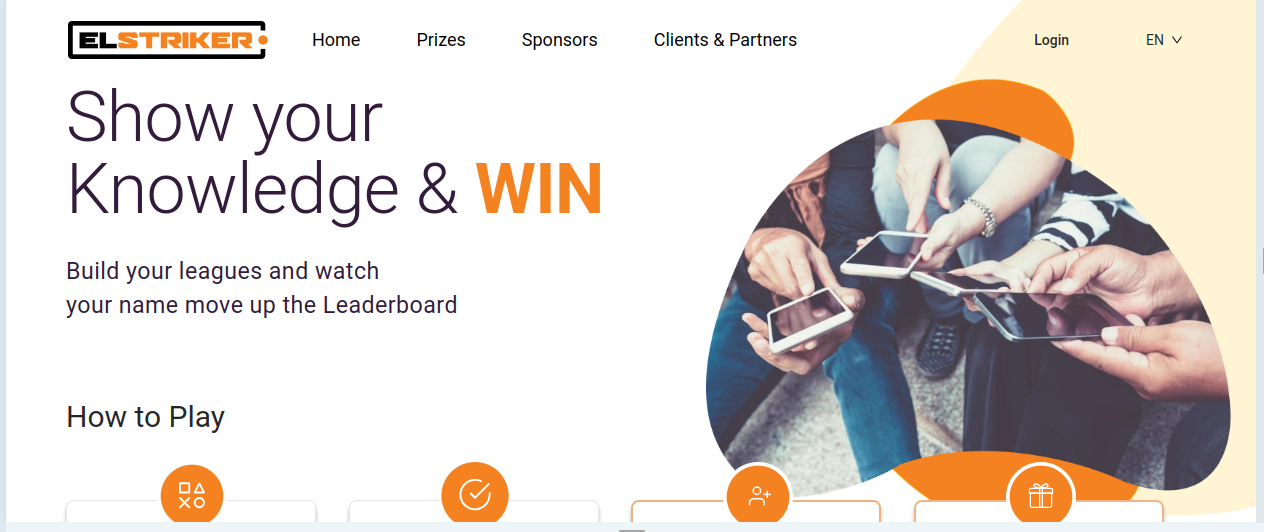 ELSTRIKER
Home
Prizes
Sponsors
Clients & Partners
Login
EN
Show your
Knowledge & WIN
Build your leagues and watch
your name move up the Leaderboard
How to Play